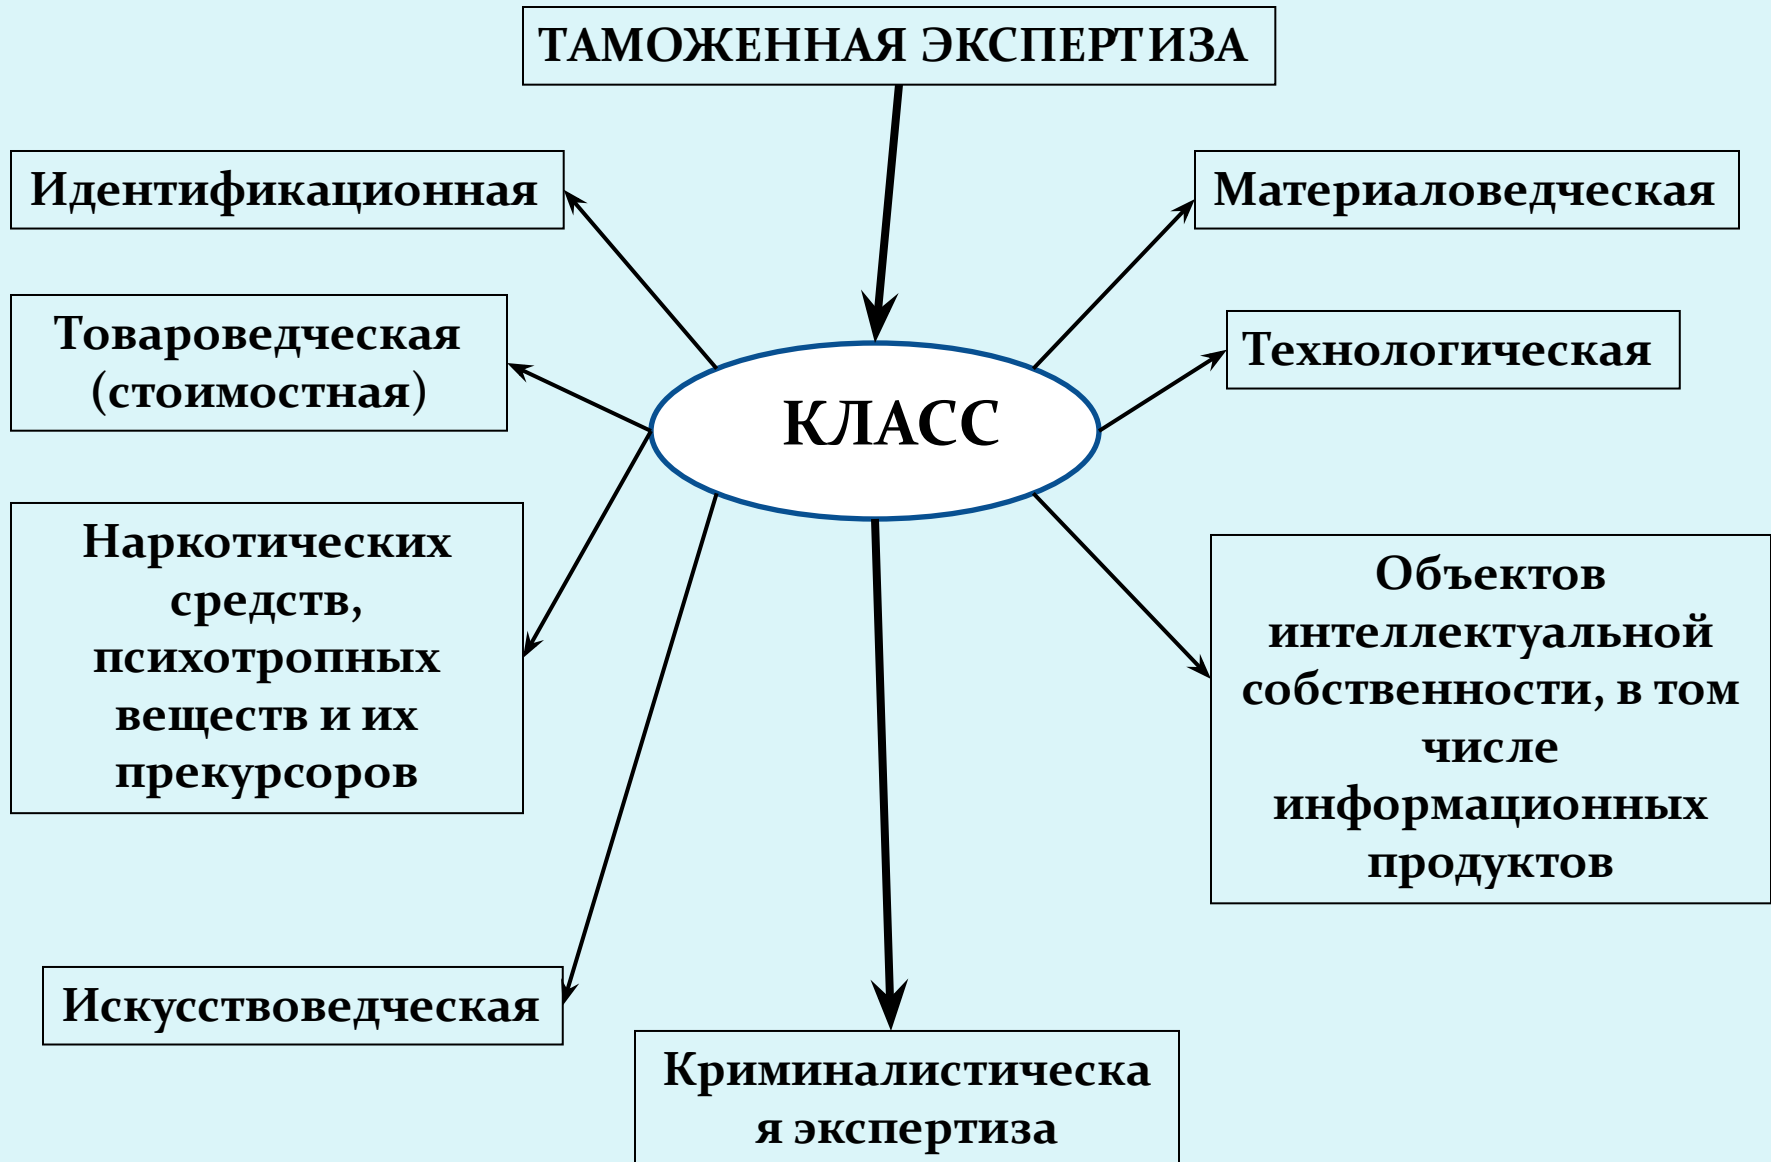 ТАМОЖЕННАЯ ЭКСПЕРТИЗА
Идентификационная
Материаловедческая
Товароведческая
(стоимостная)
Технологическая
КЛАСС
Наркотических
средств,
психотропных
веществ и их
прекурсоров
Объектов
интеллектуальной
собственности, в том
числе
информационных
продуктов
Искусствоведческая
Криминалистическа
я экспертиза